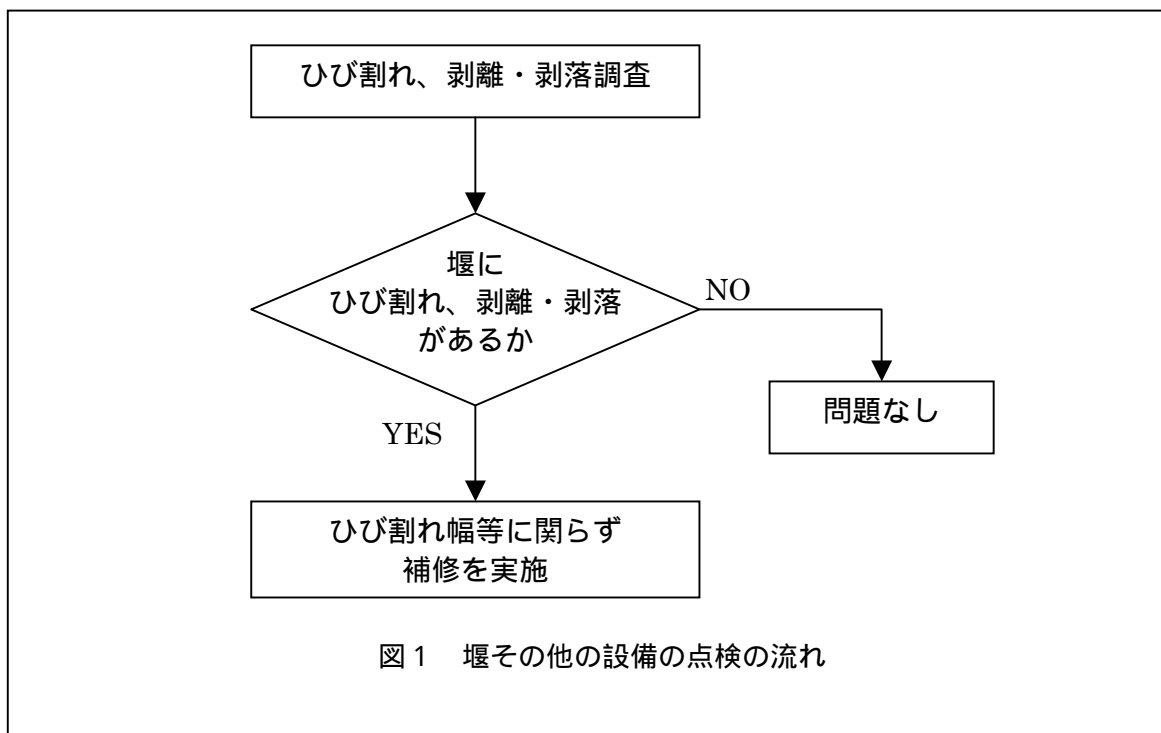 ひび割れ、剥離・剥落調査
堰に
ひび割れ、剥離・剥落
があるか
NO
問題なし
YES
ひび割れ幅等に関らず
補修を実施
図1 堰その他の設備の点検の流れ